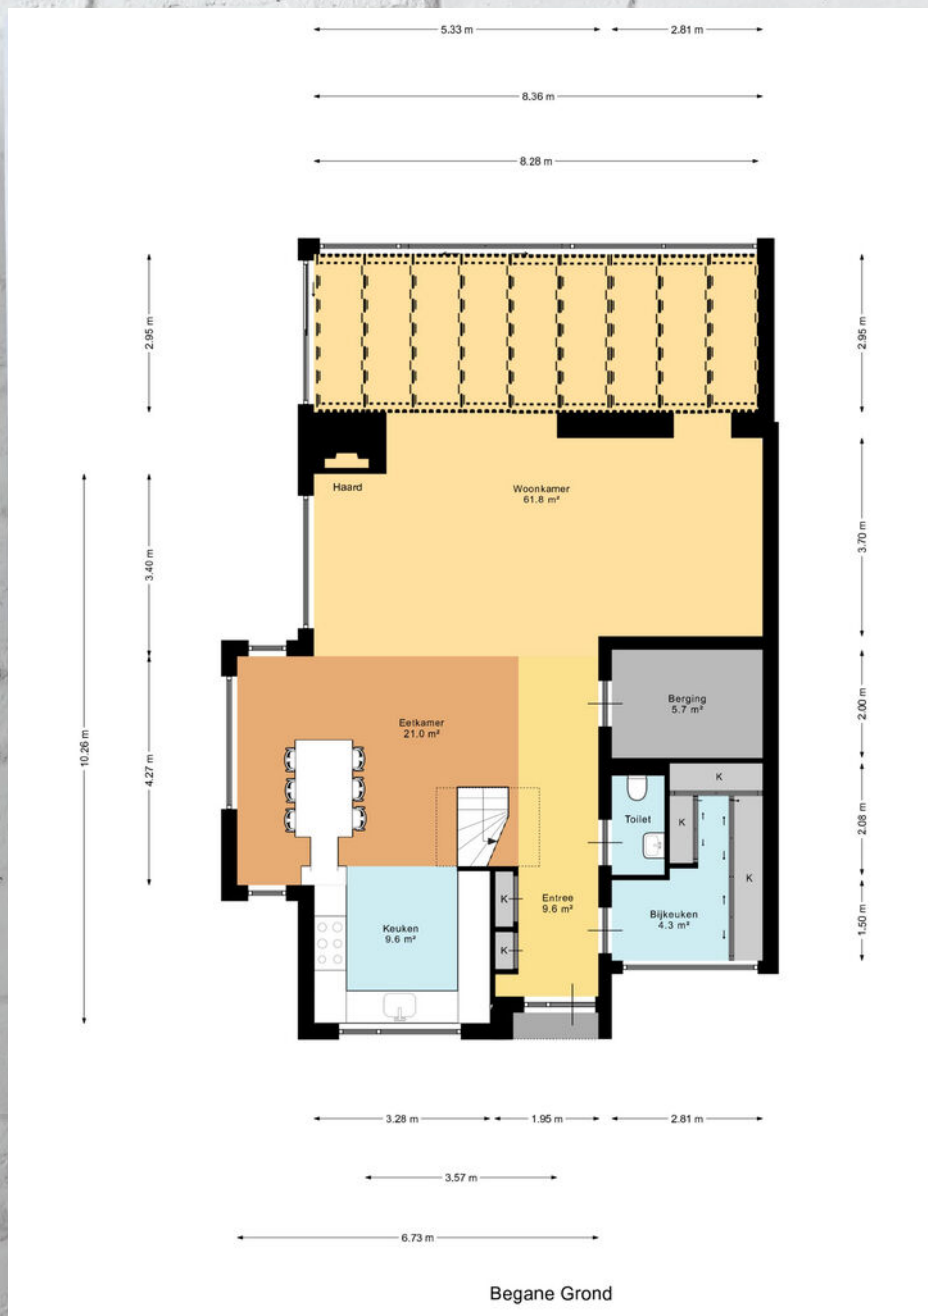 5.33 m
2.81 m
8.36 m
8.28 m
2.95 m
2.95 m
Haard
Woonkamer
61.8 m²
3.40 m
3.70 m
10.26 m
4.27 m
Eetkamer
21.0 m²
Berging
5.7 m²
2.00 m
K
Toilet
K
K
2.08 m
Keuken
9.6 m²
K
K
Entree
9.6 m²
Bijkeuken
4.3 m²
1.50 m
3.28 m
1.95 m
2.81 m
3.57 m
6.73 m
Begane Grond